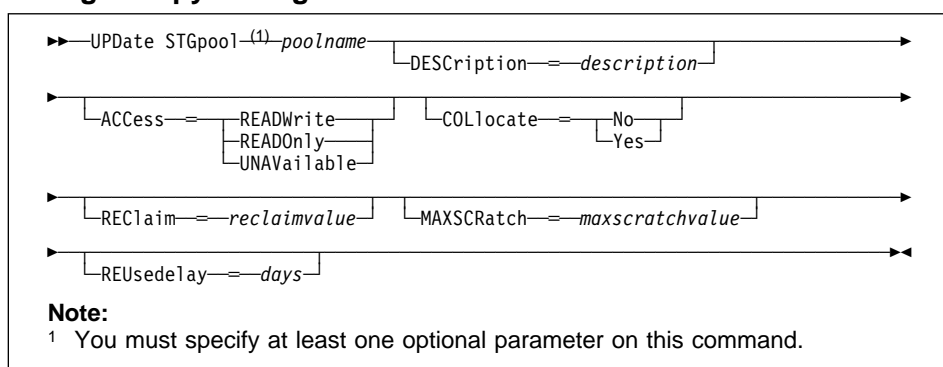 UPDate STGpool (1) poolname
DESCription = description
ACCess = READWrite COLlocate = No
READOnly Yes
UNAVailable
REClaim = reclaimvalue MAXSCRatch = maxscratchvalue
REUsedelay = days
Note:
1 You must specify at least one optional parameter on this command.